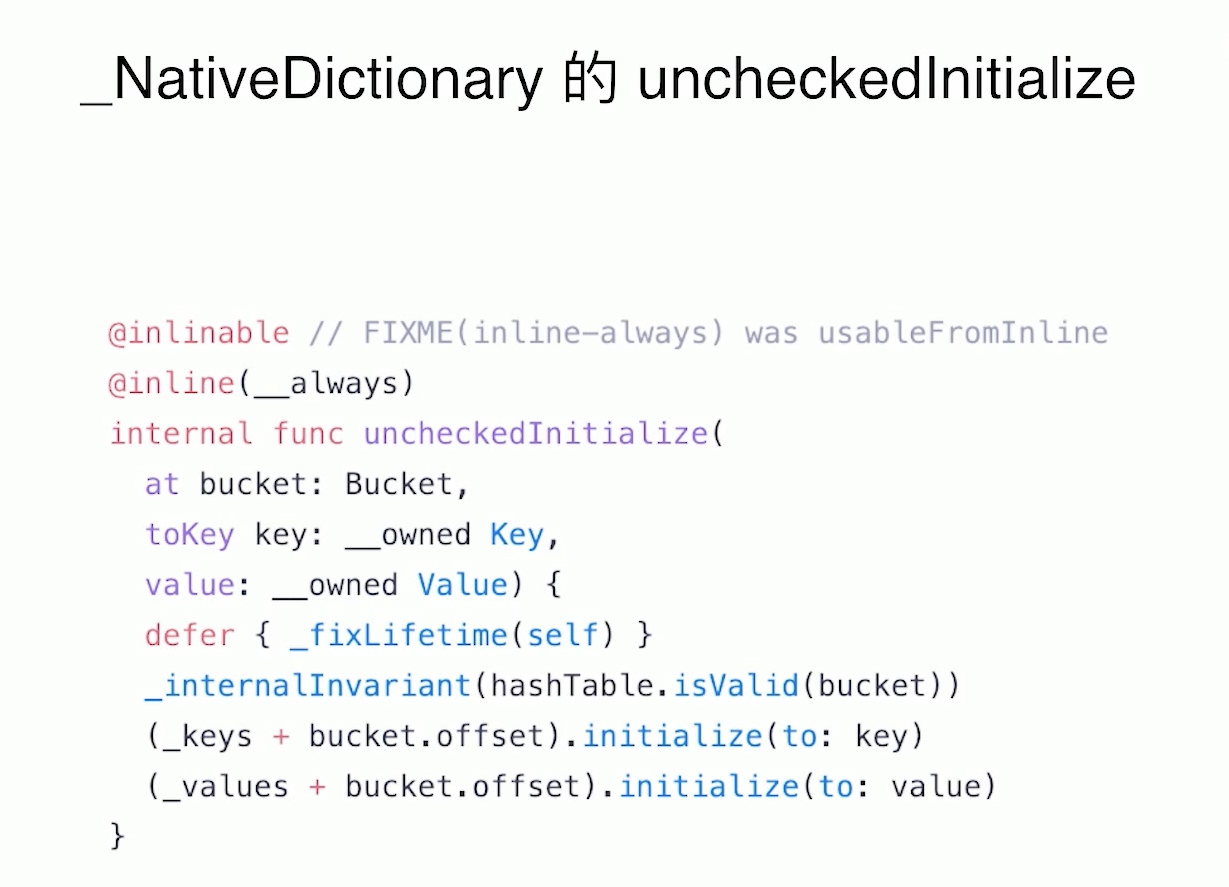 _NativeDictionary 的 uncheckedInitialize
@inlinable // FIXME(inline-always) was usableFromInline
@inline(__always)
internal func uncheckedInitialize(
  at bucket: Bucket,
  toKey key: __owned Key,
  value: __owned Value) {
  defer { _fixLifetime(self) }
  _internalInvariant(hashTable.isValid(bucket))
  (_keys + bucket.offset).initialize(to: key)
  (_values + bucket.offset).initialize(to: value)
}